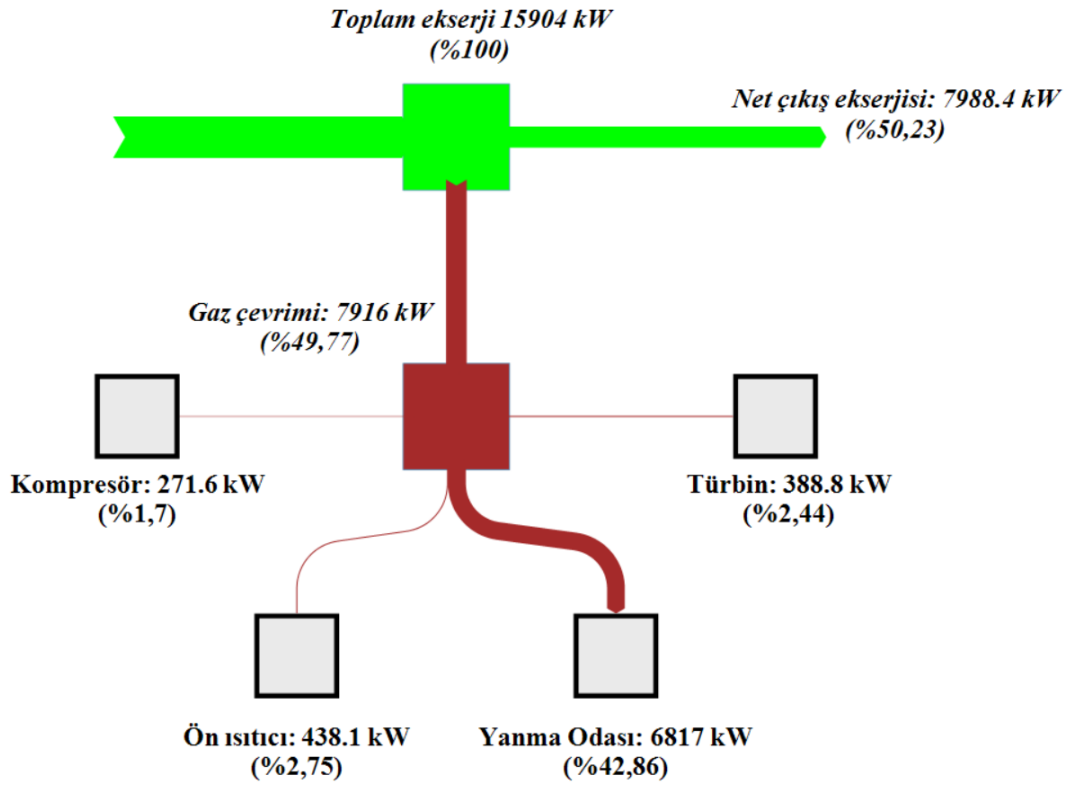 Toplam ekserji 15904 kW
(%100)
Net çıkış ekserjisi: 7988.4 kW
(%50,23)
Gaz çevrimi: 7916 kW
(%49,77)
Kompresör: 271.6 kW
(%1,7)
Türbin: 388.8 kW
(%2,44)
Ön ısıtıcı: 438.1 kW
(%2,75)
Yanma Odası: 6817 kW
(%42,86)